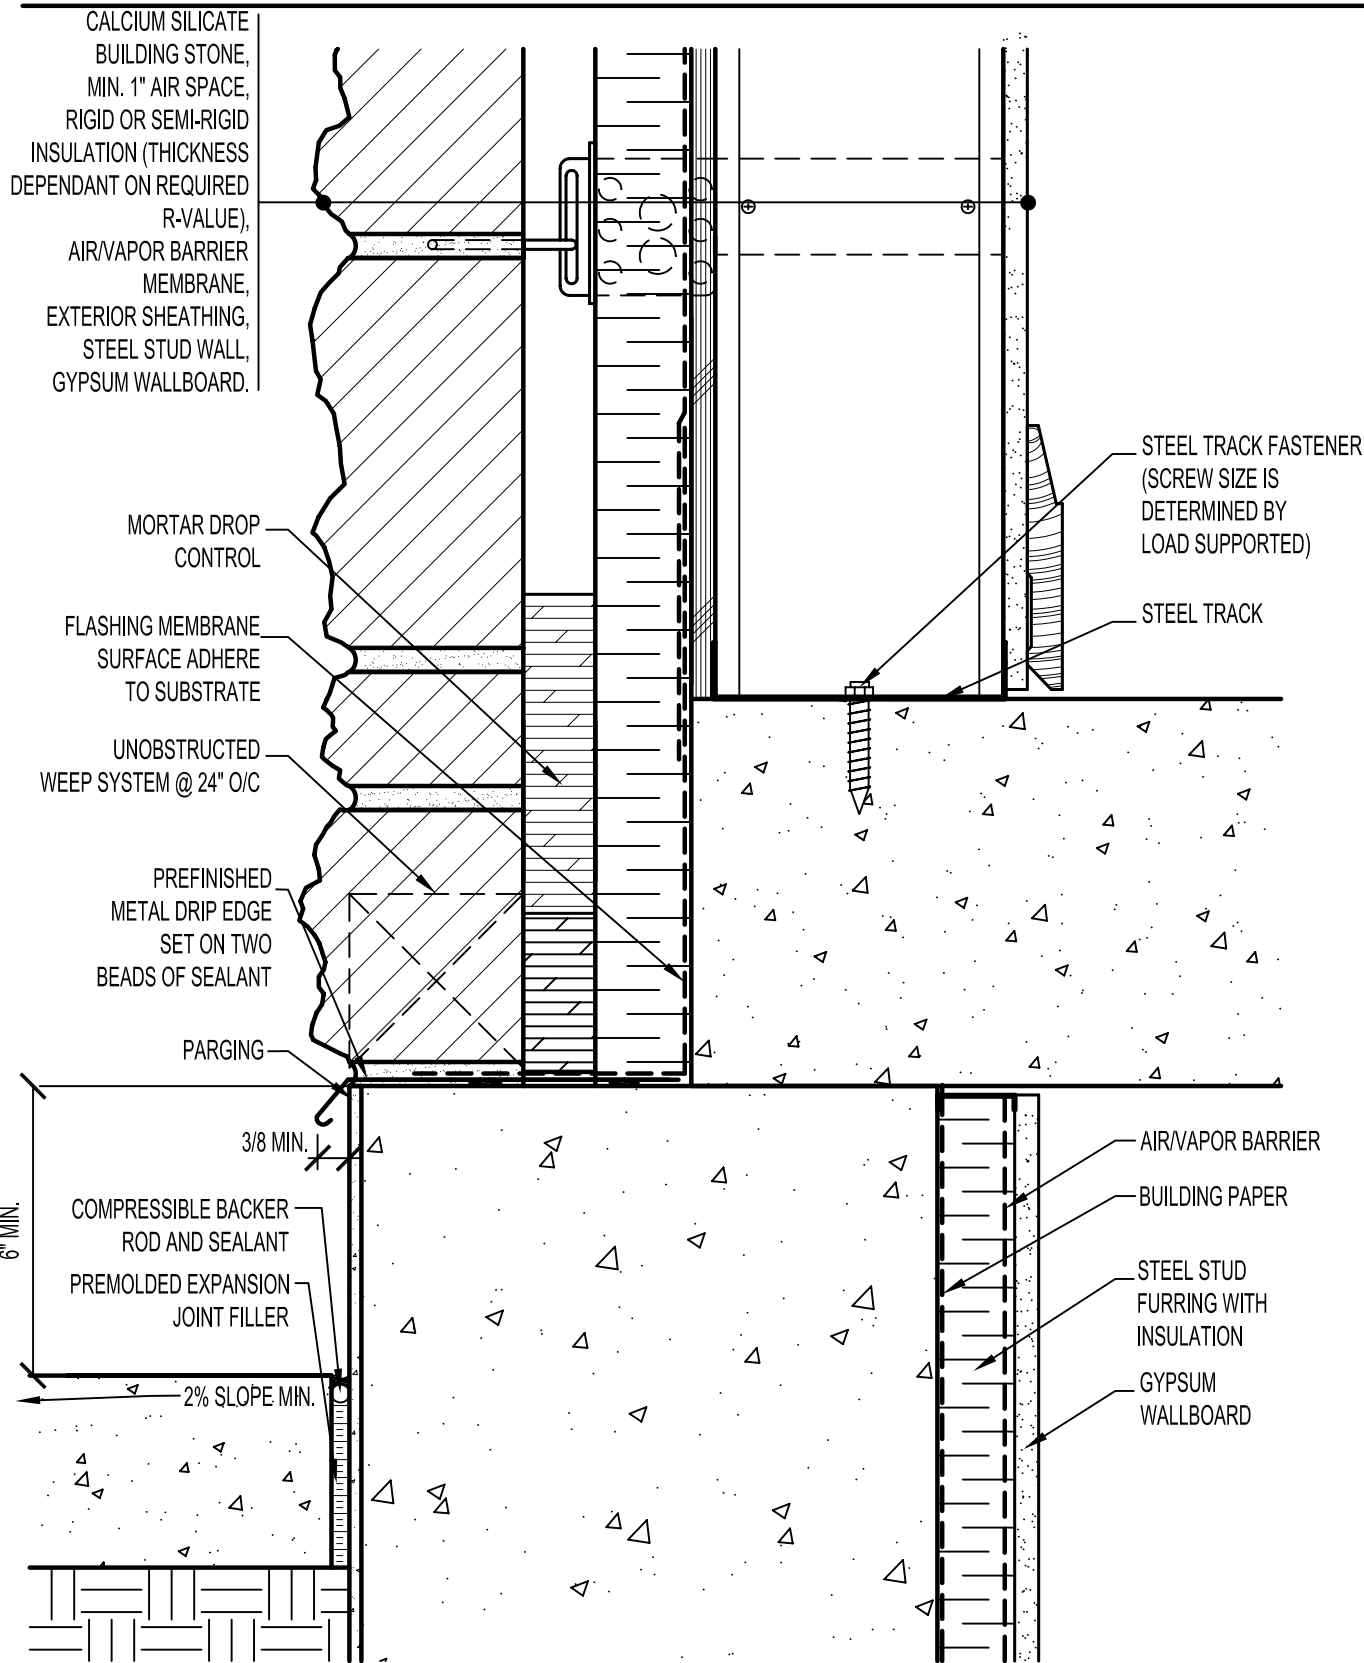 CALCIUM SILICATE
BUILDING STONE,
MIN. 1" AIR SPACE,
RIGID OR SEMI-RIGID
INSULATION (THICKNESS
DEPENDANT ON REQUIRED
R-VALUE),
AIR/VAPOR BARRIER
MEMBRANE,
EXTERIOR SHEATHING,
STEEL STUD WALL,
GYPSUM WALLBOARD.
MORTAR DROP
CONTROL
FLASHING MEMBRANE
SURFACE ADHERE
TO SUBSTRATE
UNOBSTRUCTED
WEEP SYSTEM @ 24" O/C
PREFINISHED
METAL DRIP EDGE
SET ON TWO
BEADS OF SEALANT
PARGING
3/8 MIN.
6" MIN.
COMPRESSIBLE BACKER
ROD AND SEALANT
PREMOLDED EXPANSION
JOINT FILLER
2% SLOPE MIN.
STEEL TRACK FASTENER
(SCREW SIZE IS
DETERMINED BY
LOAD SUPPORTED)
STEEL TRACK
AIR/VAPOR BARRIER
BUILDING PAPER
STEEL STUD
FURRING WITH
INSULATION
GYPSUM
WALLBOARD